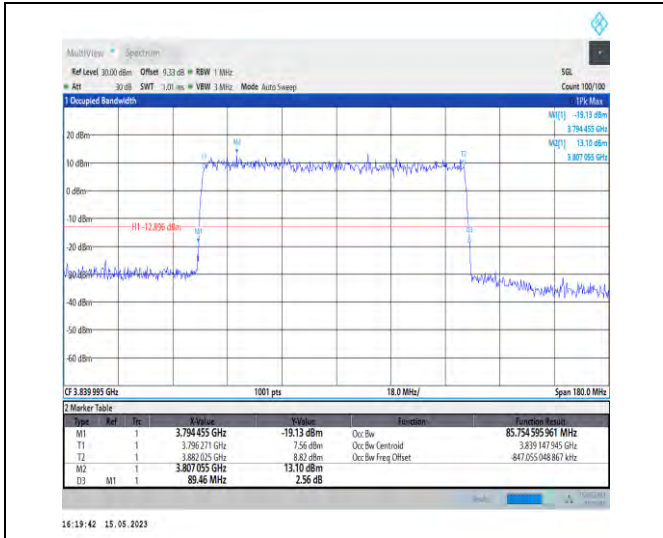 MultiView Spectrum
Ref Level 30.00 dBm Offset 9.33 dB RBW 1 MHz SGL
Att 30 dB SWT 1.01 ms VBW 3 MHz Mode Auto Sweep Count 100/100
1 Occupied Bandwidth 1Pk Max
M1[1] -19.13 dBm
3.794 455 GHz
M2[1] 13.10 dBm
3.807 055 GHz
20 dBm
10 dBm
0 dBm
-10 dBm
-20 dBm
-30 dBm
-40 dBm
-50 dBm
-60 dBm
T1
M2
T2
H1 -12.896 dBm
M1
D3
CF 3.839 995 GHz 1001 pts 18.0 MHz/ Span 180.0 MHz
2 Marker Table
Type Ref Trc X-Value Y-Value Function Function Result
M1 1 3.794 455 GHz -19.13 dBm Occ Bw 85.754 595 961 MHz
T1 1 3.796 271 GHz 7.56 dBm Occ Bw Centroid 3.839 147 945 GHz
T2 1 3.882 025 GHz 8.82 dBm Occ Bw Freq Offset -847.055 048 867 kHz
M2 1 3.807 055 GHz 13.10 dBm
D3 M1 1 89.46 MHz 2.56 dB
16:19:42 15.05.2023